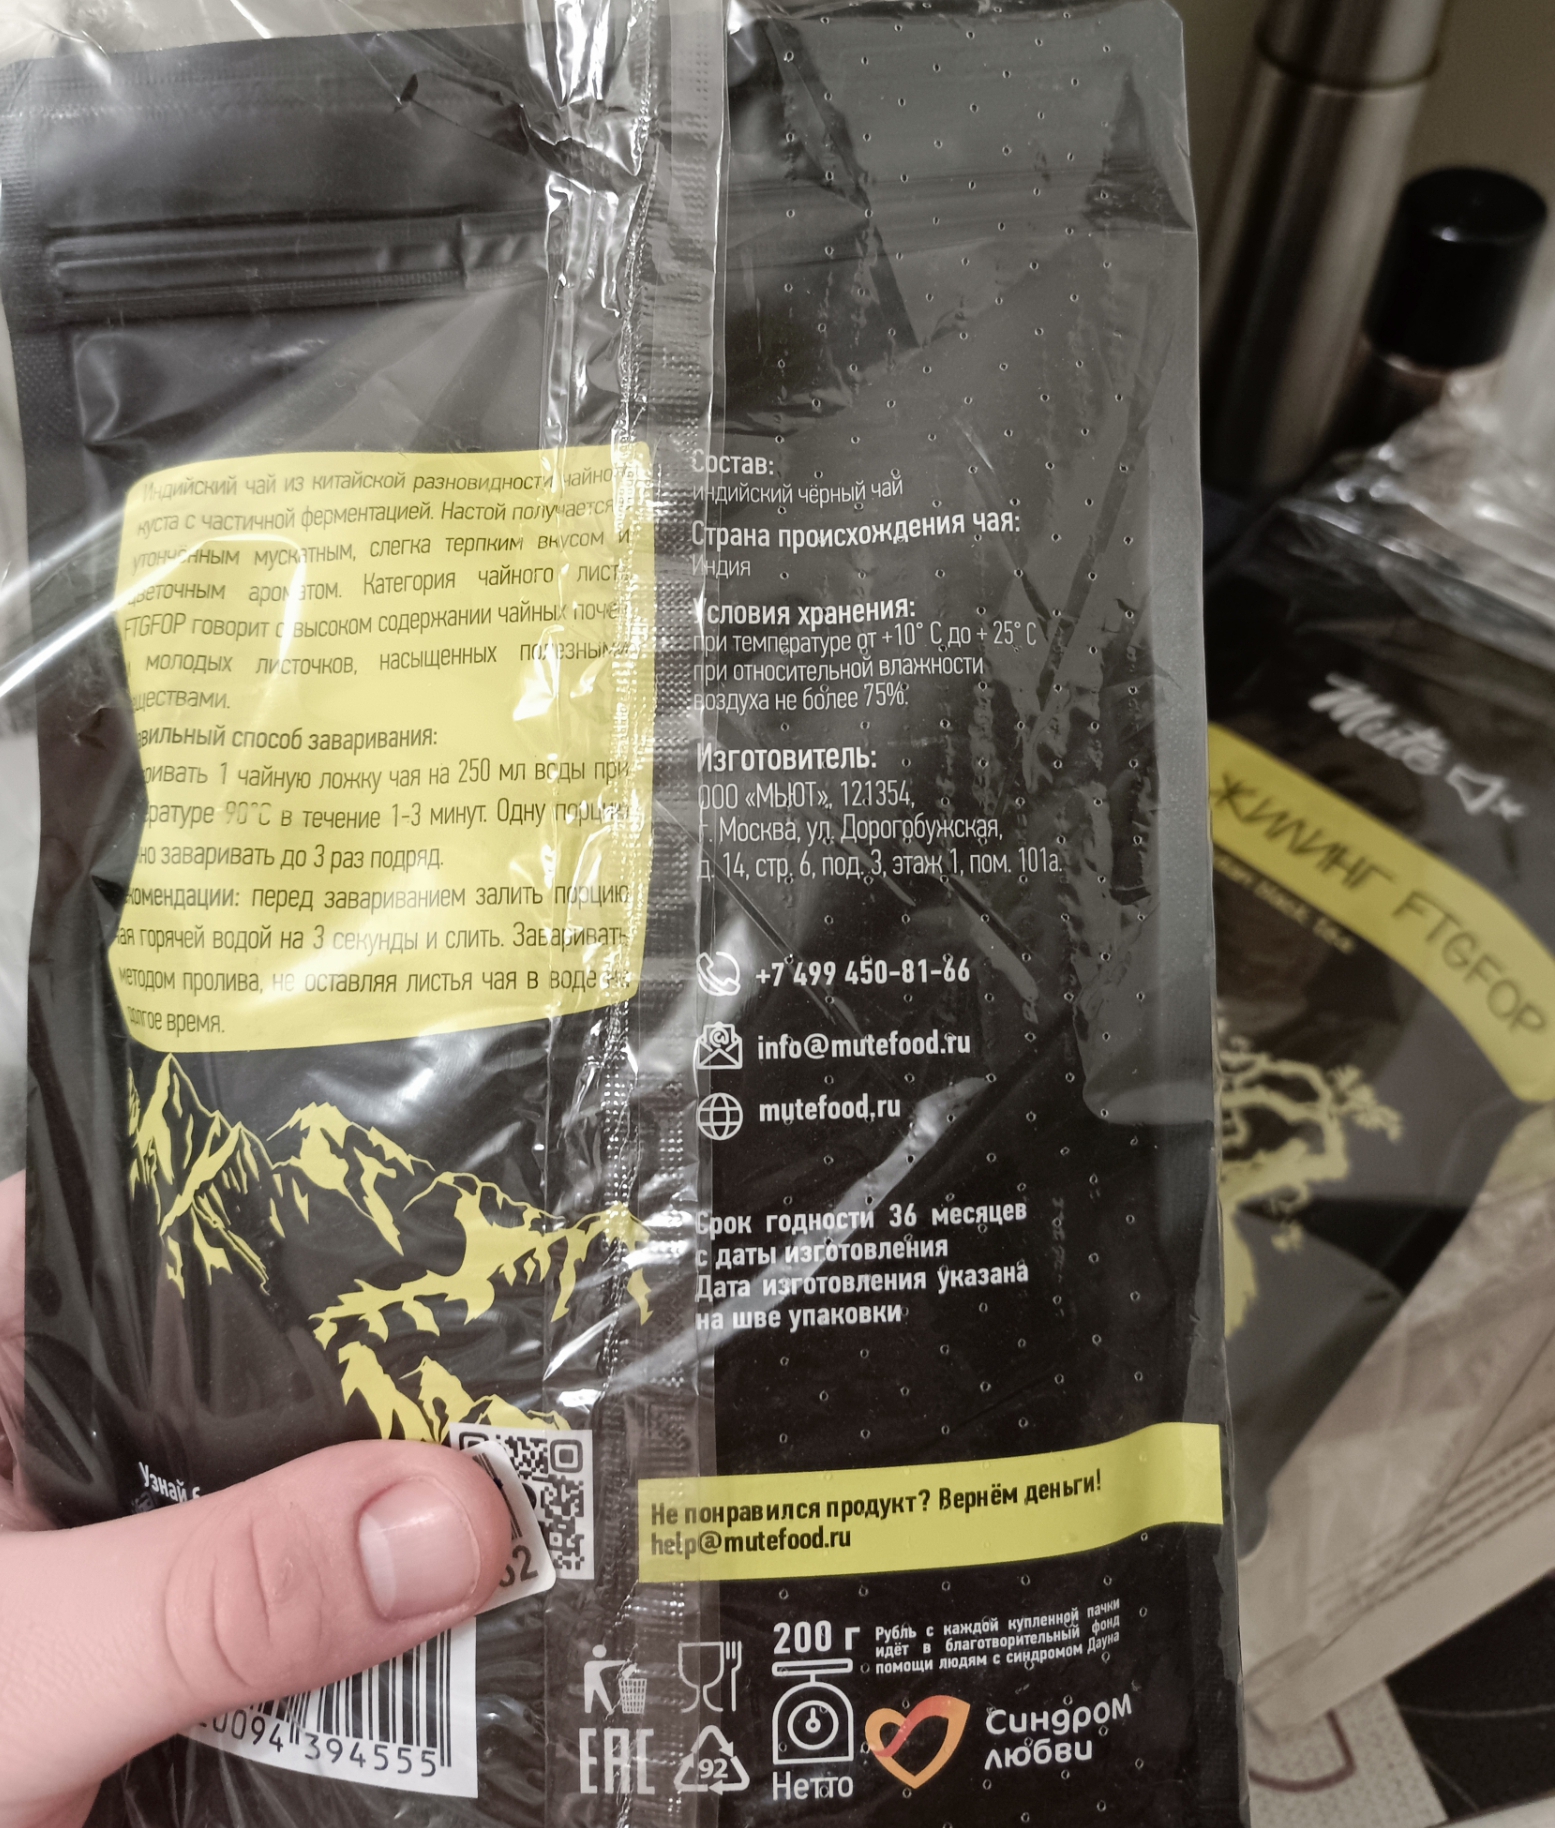 Индийский чай из китайской разновидности чайного
куста с частичной ферментацией. Настой получается
утончённым мускатным, слегка терпким вкусом и
цветочным ароматом. Категория чайного листа
FTGFOP говорит о высоком содержании чайных почек
молодых листочков, насыщенных полезными
веществами.
способ заваривания:
1 чайную ложку чая на 250 мл воды при
90°С в течение 1-3 минут. Одну порцию
заваривать до 3 раз подряд.
перед завариванием залить порцию
горячей водой на 3 секунды и слить. Заваривать
методом пролива, не оставляя листья чая в воде на
долгое время.
Узнай
Состав:
индийский чёрный чай
Страна происхождения чая:
Индия
Условия хранения:
при температуре от +10° С до + 25° С
при относительной влажности
воздуха не более 75%.
Изготовитель:
ООО «МЬЮТ», 121354,
г. Москва, ул. Дорогобужская,
д. 14, стр. 6, под. 3, этаж 1, пом. 101а.
+7 499 450-81-66
info@mutefood.ru
mutefood.ru
Срок годности 36 месяцев
с даты изготовления
Дата изготовления указана
на шве упаковки
Не понравился продукт? Вернём деньги!
help@mutefood.ru
200 г
Нетто
Рубль с каждой купленной пачки
идёт в благотворительный фонд
помощи людям с синдромом Дауна
Синдром
любви
EAC
92
0094 394555
Mute
ЖИЛИНГ FTGFOP
black tea